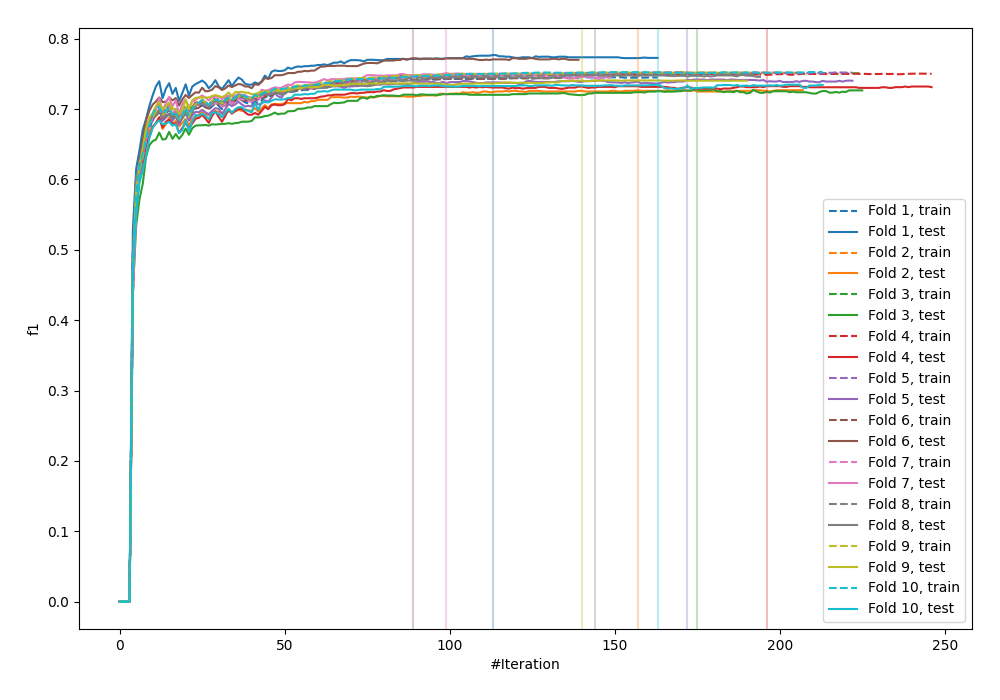 0.8
0.7
0.6
0.5
0.4
0.3
0.2
0.1
0.0
f1
0 50 100 150 200 250
#Iteration
Fold 1, train
Fold 1, test
Fold 2, train
Fold 2, test
Fold 3, train
Fold 3, test
Fold 4, train
Fold 4, test
Fold 5, train
Fold 5, test
Fold 6, train
Fold 6, test
Fold 7, train
Fold 7, test
Fold 8, train
Fold 8, test
Fold 9, train
Fold 9, test
Fold 10, train
Fold 10, test